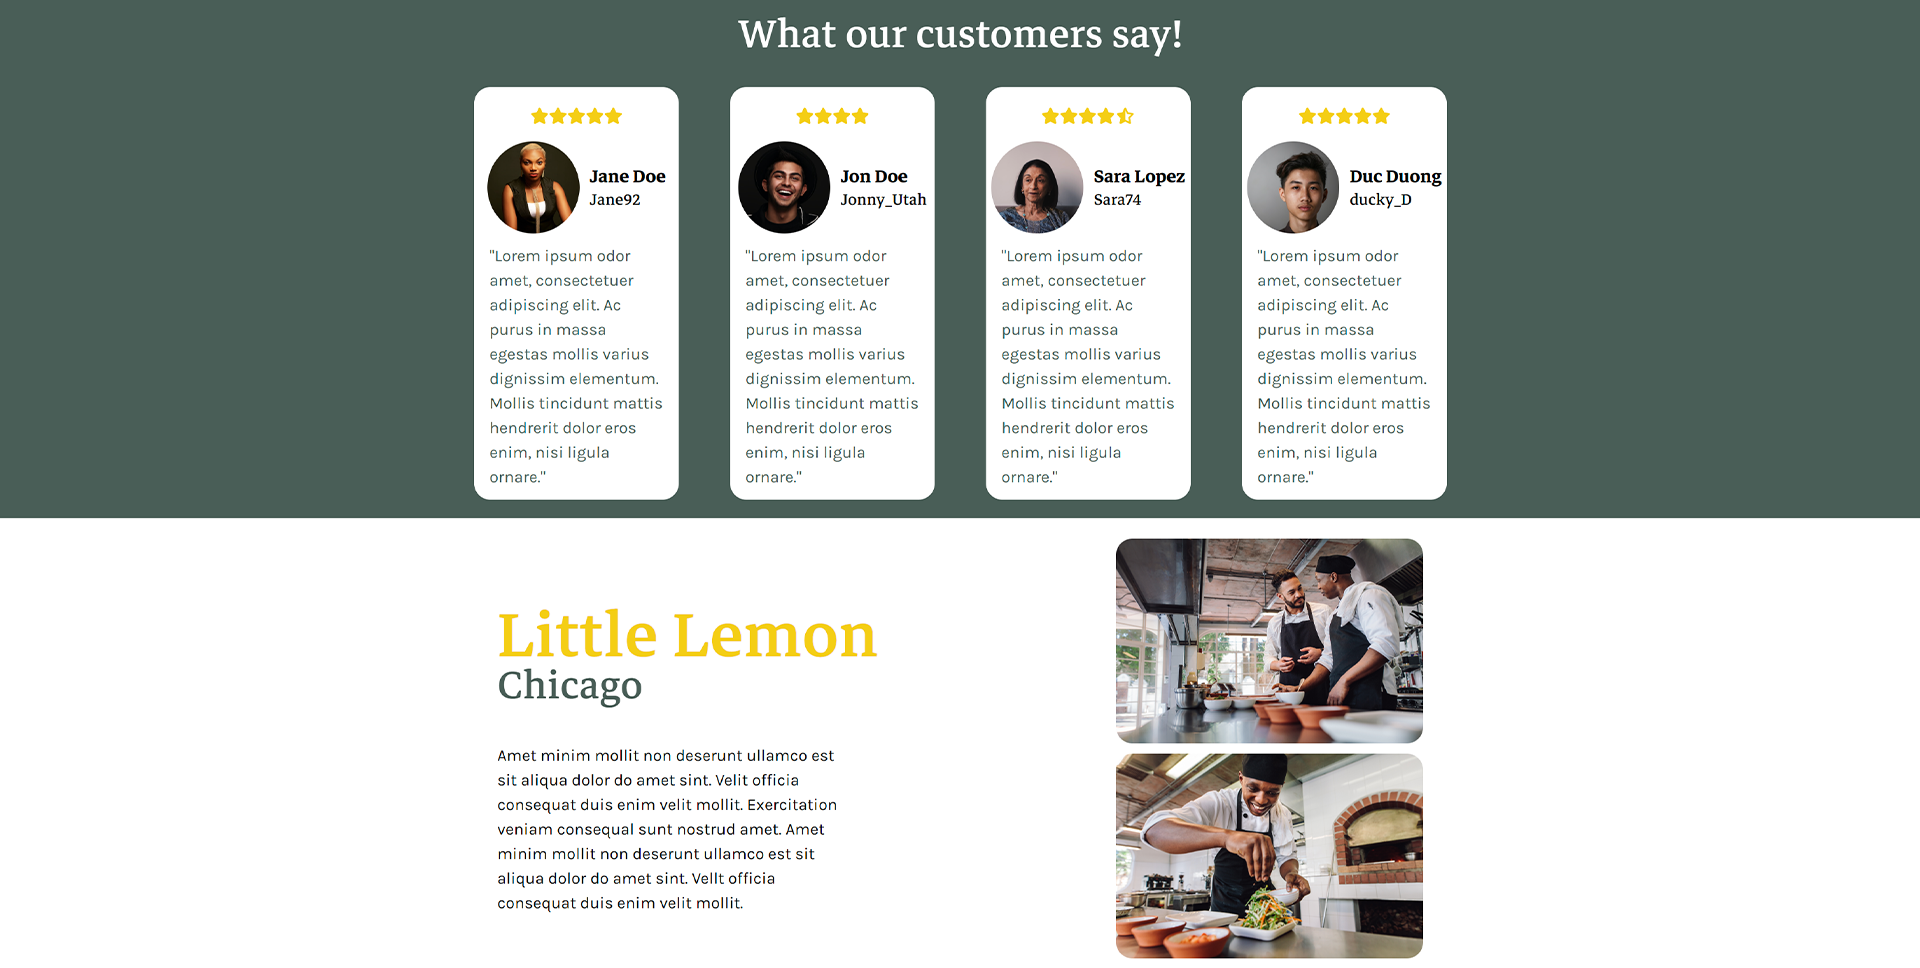 What our customers say!
Jane Doe
Jane92
"Lorem ipsum odor
amet, consectetuer
adipiscing elit. Ac
purus in massa
egestas mollis varius
dignissim elementum.
Mollis tincidunt mattis
hendrerit dolor eros
enim, nisi ligula
ornare."
Jon Doe
Jonny_Utah
"Lorem ipsum odor
amet, consectetuer
adipiscing elit. Ac
purus in massa
egestas mollis varius
dignissim elementum.
Mollis tincidunt mattis
hendrerit dolor eros
enim, nisi ligula
ornare."
Sara Lopez
Sara74
"Lorem ipsum odor
amet, consectetuer
adipiscing elit. Ac
purus in massa
egestas mollis varius
dignissim elementum.
Mollis tincidunt mattis
hendrerit dolor eros
enim, nisi ligula
ornare."
Duc Duong
ducky_D
"Lorem ipsum odor
amet, consectetuer
adipiscing elit. Ac
purus in massa
egestas mollis varius
dignissim elementum.
Mollis tincidunt mattis
hendrerit dolor eros
enim, nisi ligula
ornare."
Little Lemon
Chicago
Amet minim mollit non deserunt ullamco est
sit aliqua dolor do amet sint. Velit officia
consequat duis enim velit mollit. Exercitation
veniam consequal sunt nostrud amet. Amet
minim mollit non deserunt ullamco est sit
aliqua dolor do amet sint. Vellt officia
consequat duis enim velit mollit.